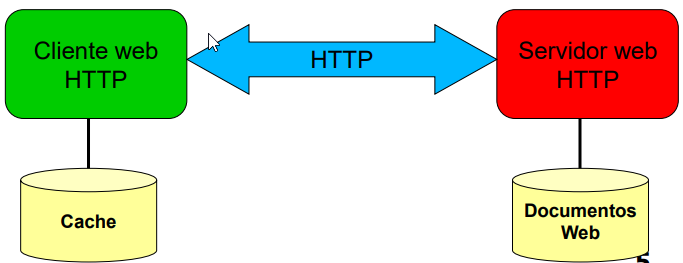 Cliente web
HTTP
HTTP
Servidor web
HTTP
Cache
Documentos
Web